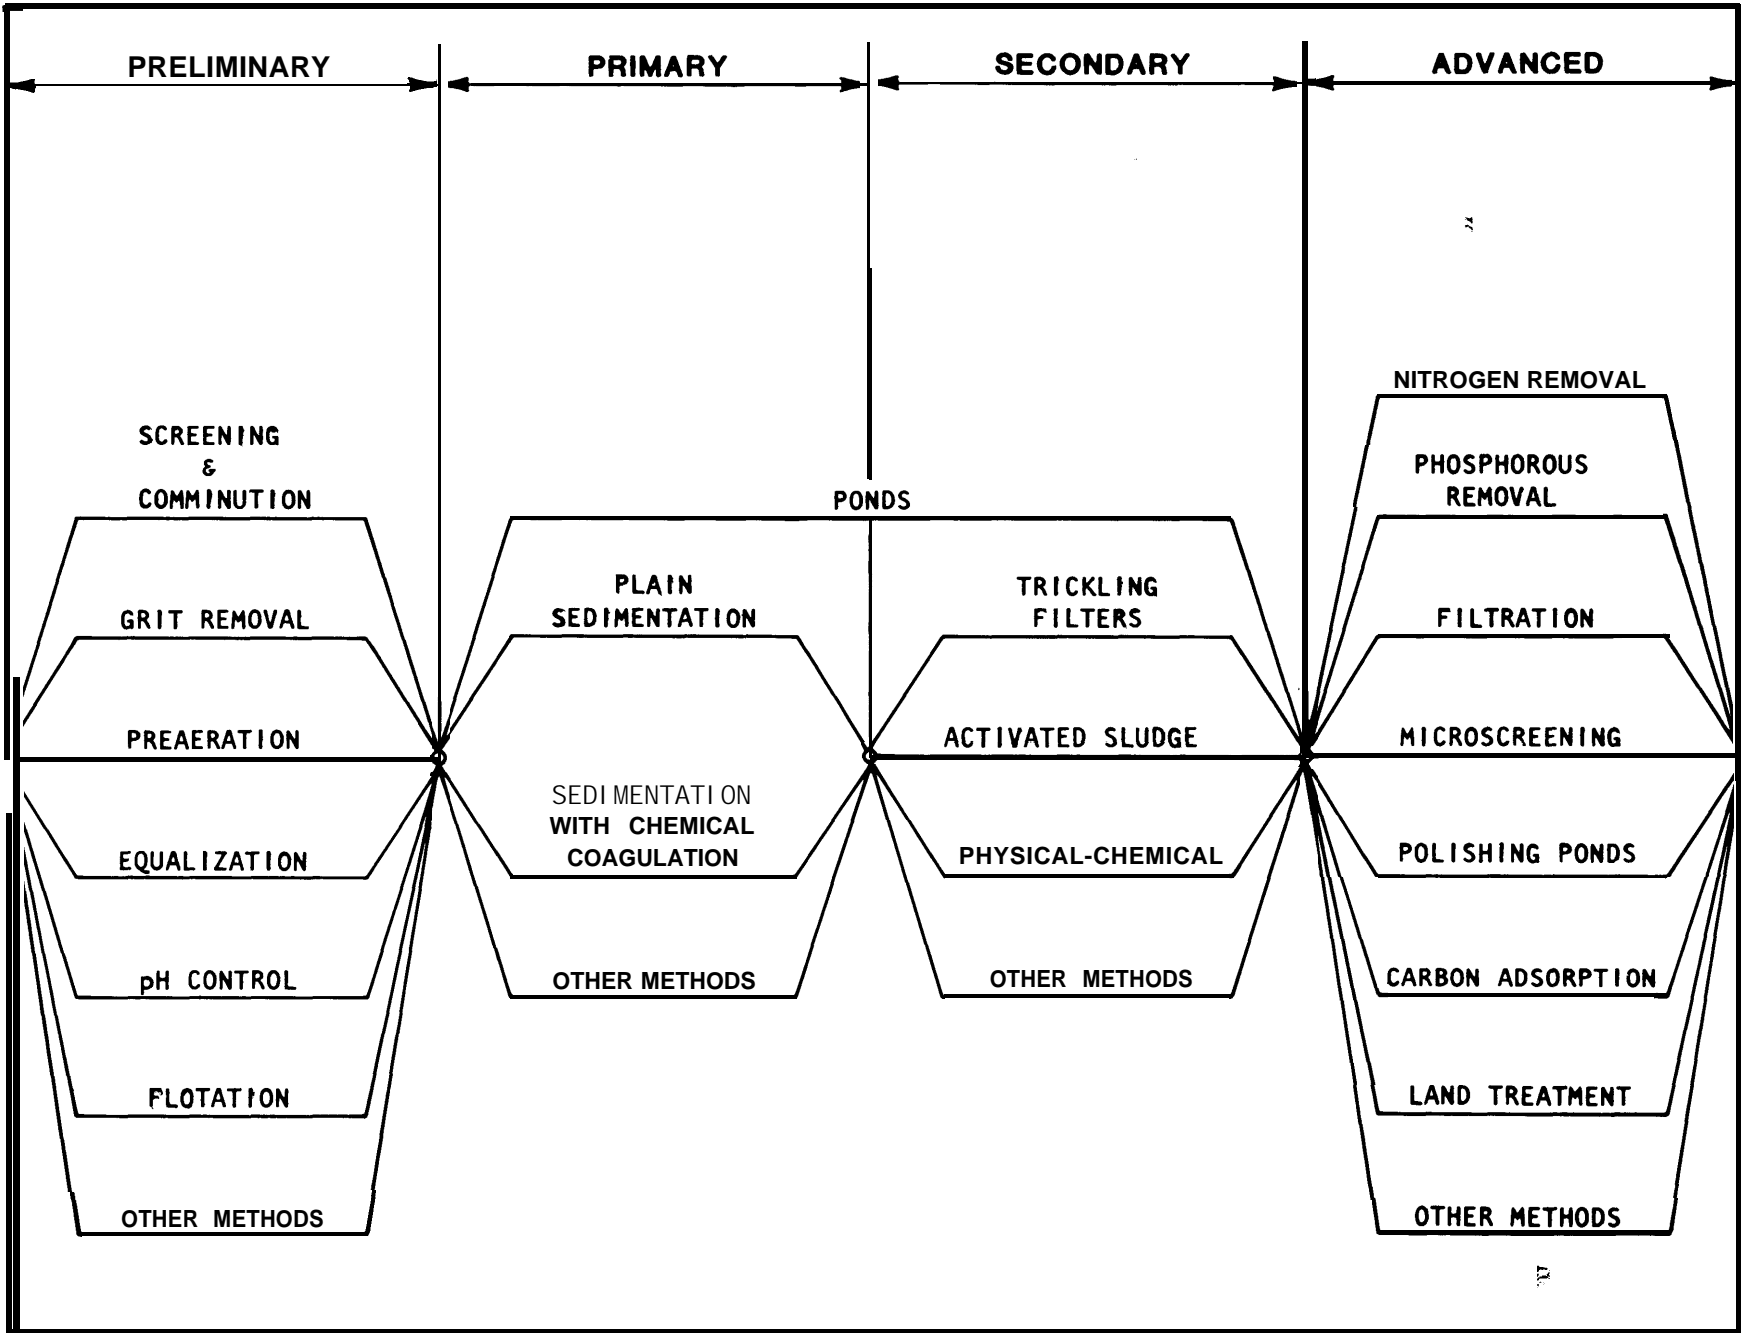 PRELIMINARY
PRIMARY
SECONDARY
ADVANCED
SCREENING
&
COMMINUTION
GRIT REMOVAL
PREAERATION
EQUALIZATION
pH CONTROL
FLOTATION
OTHER METHODS
PONDS
PLAIN
SEDIMENTATION
SEDIMENTATION
WITH CHEMICAL
COAGULATION
OTHER METHODS
TRICKLING
FILTERS
ACTIVATED SLUDGE
PHYSICAL-CHEMICAL
OTHER METHODS
NITROGEN REMOVAL
PHOSPHOROUS
REMOVAL
FILTRATION
MICROSCREENING
POLISHING PONDS
CARBON ADSORPTION
LAND TREATMENT
OTHER METHODS